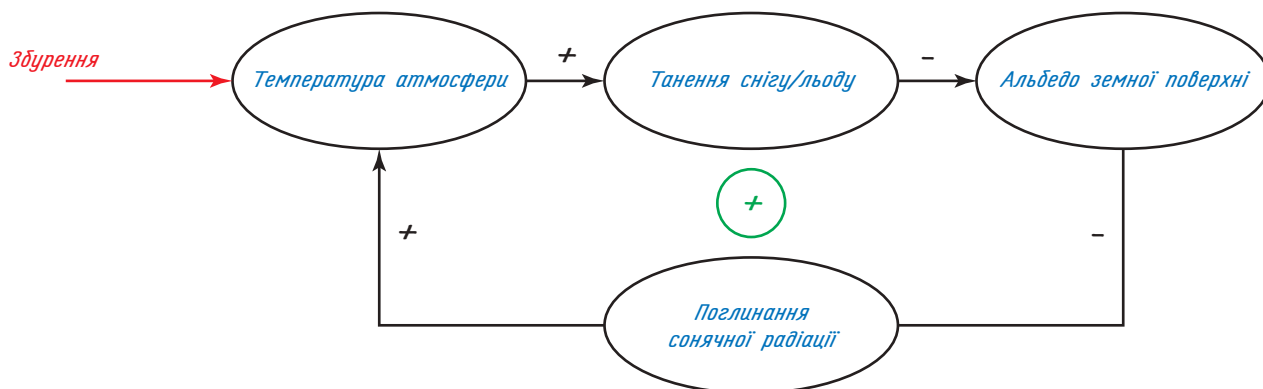 Збурення
Температура атмосфери
+
Танення снігу/льоду
-
Альбедо земної поверхні
+
+
-
Поглинання
сонячної радіації